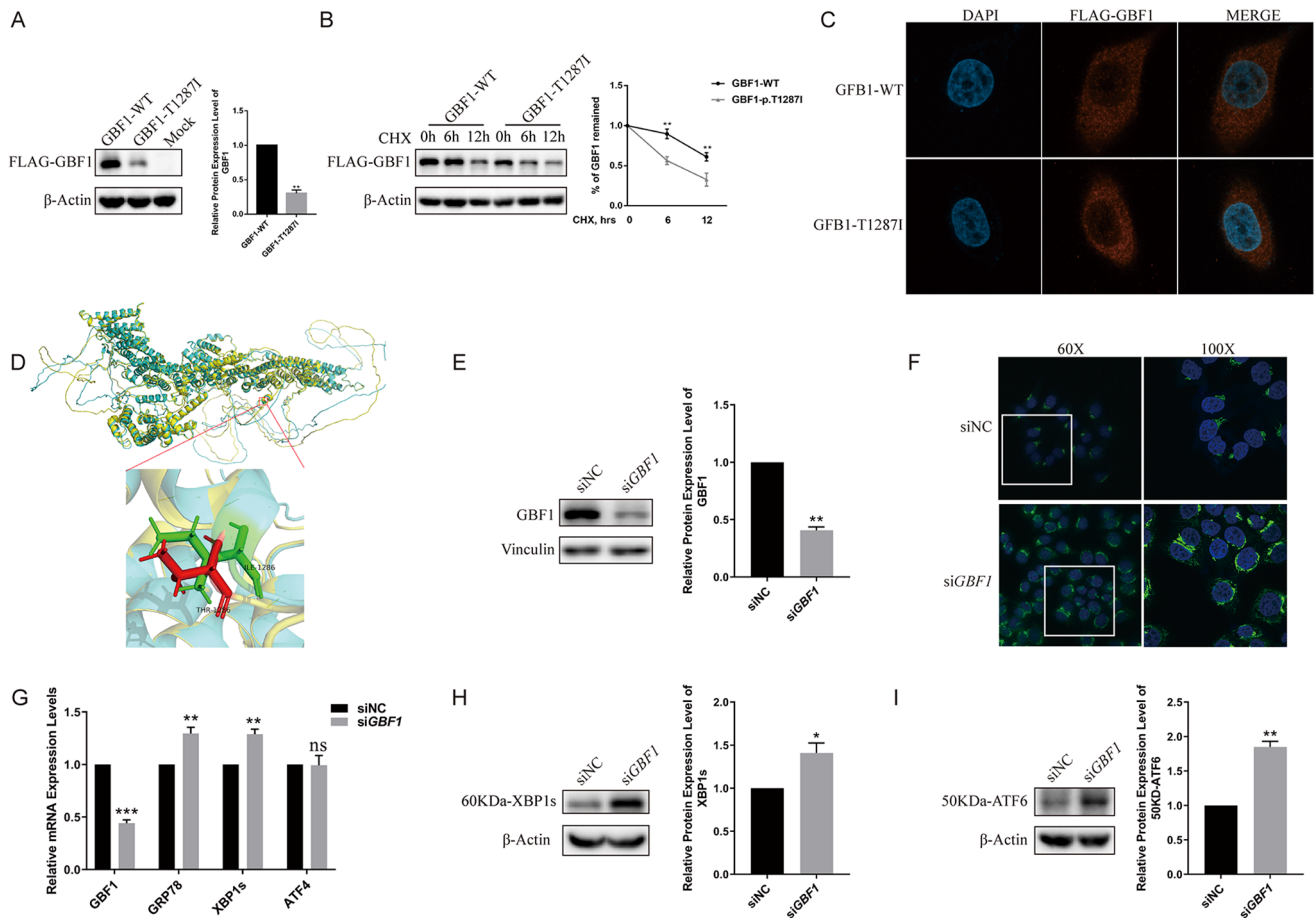 A
GBF1-WT
GBF1-T1287I
Mock
FLAG-GBF1
β-Actin
Relative Protein Expression Level of
GBF1
1.5
1.0
0.5
0.0
**
GBF1-WT
GBF1-T1287I
B
GBF1-WT
GBF1-T1287I
CHX 0h 6h 12h 0h 6h 12h
FLAG-GBF1
β-Actin
% of GBF1 remained
1.5
1.0
0.5
0.0
**
**
GBF1-WT
GBF1-p.T1287I
CHX, hrs 0 6 12
C
DAPI FLAG-GBF1 MERGE
GFB1-WT
GFB1-T1287I
D
ILE-1286
THR-1286
E
siNC
siGBF1
GBF1
Vinculin
Relative Protein Expression Level of
GBF1
1.5
1.0
0.5
0.0
**
siNC
siGBF1
F
60X 100X
siNC
siGBF1
G
Relative mRNA Expression Levels
1.5
1.0
0.5
0.0
***
**
**
ns
siNC
siGBF1
GBF1
GRP78
XBP1s
ATF4
H
siNC
siGBF1
60KDa-XBP1s
β-Actin
Relative Protein Expression Level of
XBP1s
2.0
1.5
1.0
0.5
0.0
*
siNC
siGBF1
I
siNC
siGBF1
50KDa-ATF6
β-Actin
Relative Protein Expression Level of
50KD-ATF6
2.5
2.0
1.5
1.0
0.5
0.0
**
siNC
siGBF1